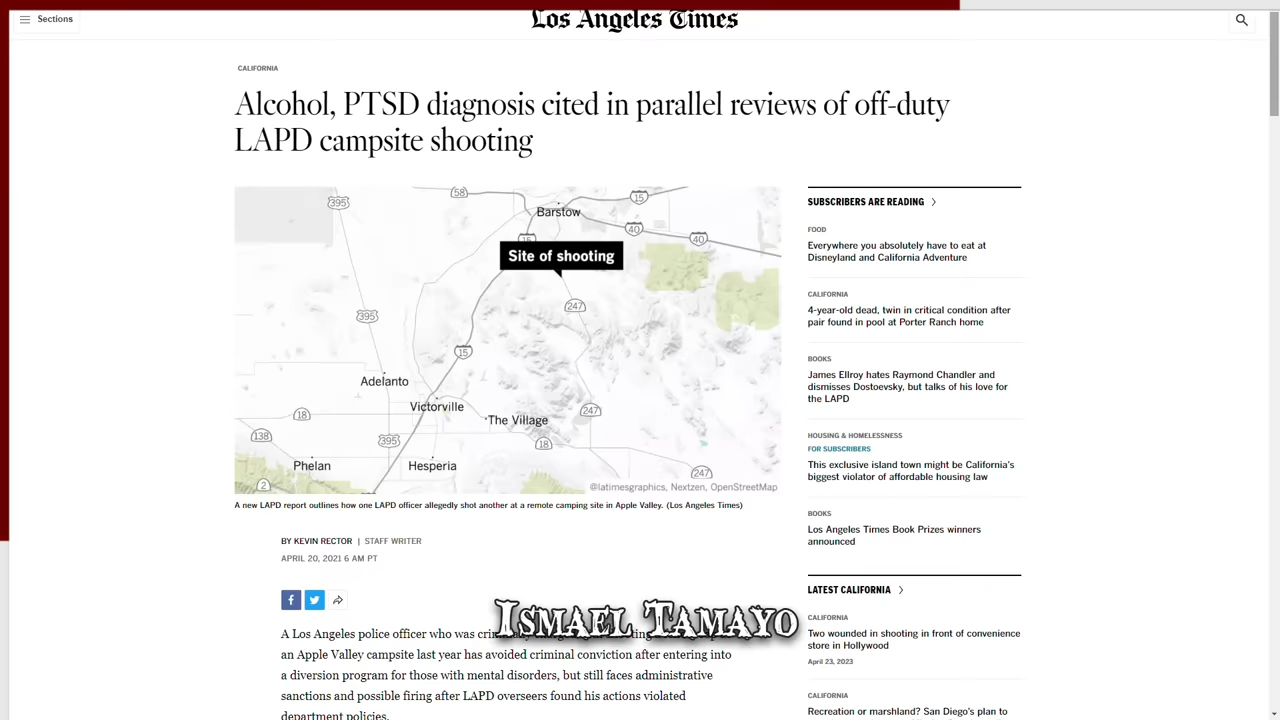 Sections
Los Angeles Times
CALIFORNIA
Alcohol, PTSD diagnosis cited in parallel reviews of off-duty
LAPD campsite shooting
395
58
15
Barstow
40
40
15
Site of shooting
247
395
15
Adelanto
Victorville
247
18
The Village
138
395
18
Phelan
Hesperia
247
2
@latimesgraphics, Nextzen, OpenStreetMap
A new LAPD report outlines how one LAPD officer allegedly shot another at a remote camping site in Apple Valley. (Los Angeles Times)
BY KEVIN RECTOR | STAFF WRITER
APRIL 20, 2021 6 AM PT
Ismael Tamayo
A Los Angeles police officer who was
an Apple Valley campsite last year has avoided criminal conviction after entering into
a diversion program for those with mental disorders, but still faces administrative
sanctions and possible firing after LAPD overseers found his actions violated
department policies.
SUBSCRIBERS ARE READING
FOOD
Everywhere you absolutely have to eat at
Disneyland and California Adventure
CALIFORNIA
4-year-old dead, twin in critical condition after
pair found in pool at Porter Ranch home
BOOKS
James Ellroy hates Raymond Chandler and
dismisses Dostoevsky, but talks of his love for
the LAPD
HOUSING & HOMELESSNESS
FOR SUBSCRIBERS
This exclusive island town might be California's
biggest violator of affordable housing law
BOOKS
Los Angeles Times Book Prizes winners
announced
LATEST CALIFORNIA
CALIFORNIA
Two wounded in shooting in front of convenience
store in Hollywood
April 23, 2023
CALIFORNIA
Recreation or marshland? San Diego's plan to